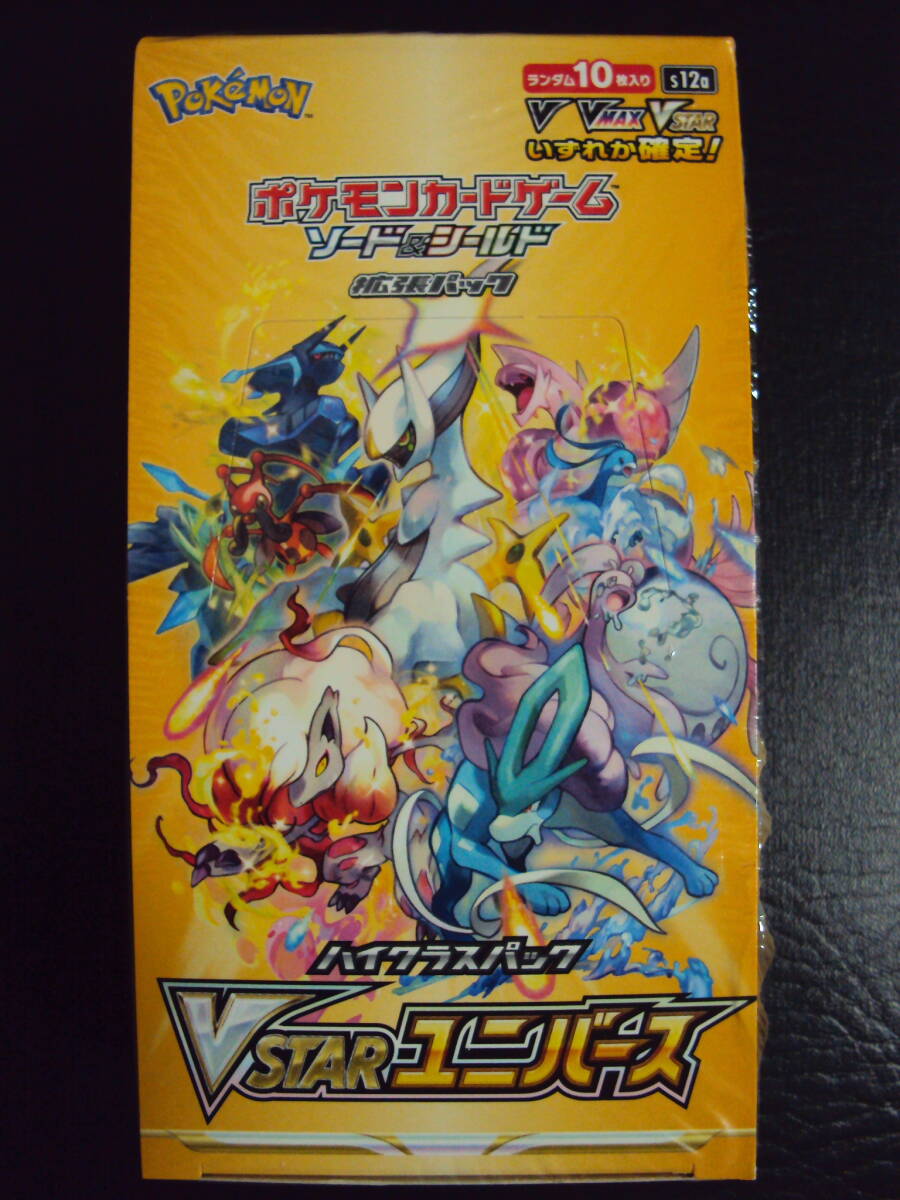 POKéMON™
ランダム10枚入り s12a
V VMAX VSTAR
いずれか確定!
ポケモンカードゲーム™
ソード&シールド
拡張パック
ハイクラスパック
VSTARユニバース